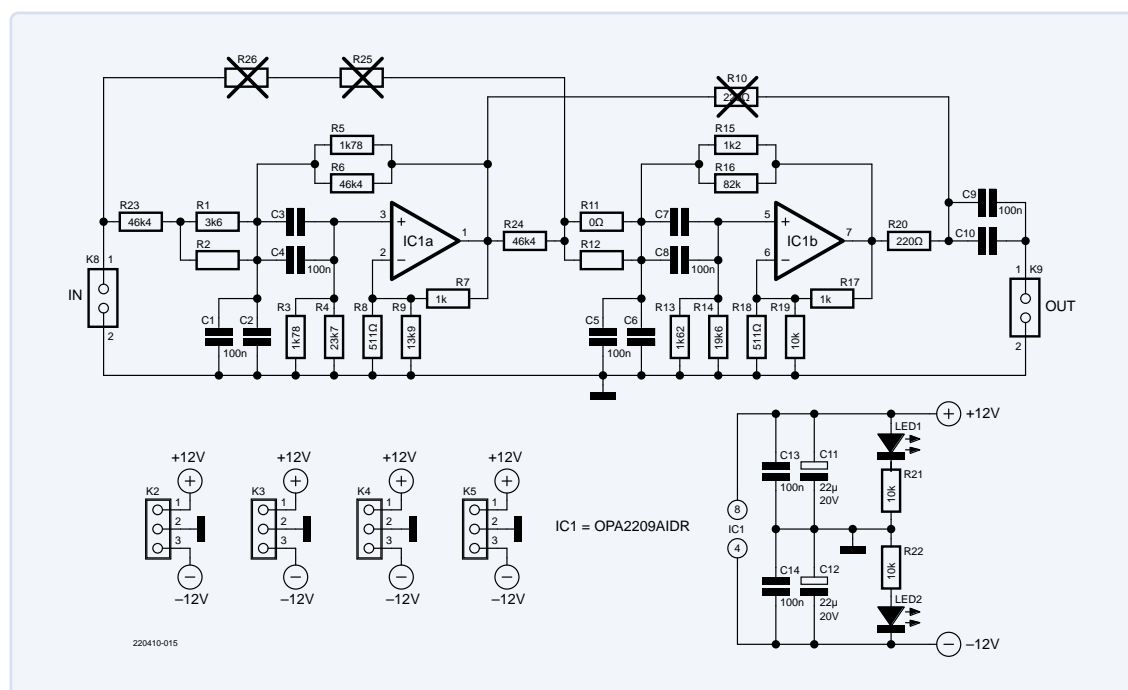 R26
R25
R10
22Ω
R5
1k78
R6
46k4
R15
1k2
R16
82k
R23
46k4
R1
3k6
R2
C3
C4
100n
3
2
1
IC1a
R24
46k4
R11
0Ω
R12
C7
C8
100n
5
6
7
IC1b
R20
220Ω
C9
100n
C10
K8
1
2
IN
R7
1k
R17
1k
1
K9
2
OUT
C1
100n
C2
R3
1k78
R4
23k7
R8
511Ω
R9
13k9
C5
100n
C6
R13
1k62
R14
19k6
R18
511Ω
R19
10k
+12V
LED1
C13
100n
C11
22µ
20V
R21
10k
8
IC1
4
C14
100n
C12
22µ
20V
R22
10k
LED2
–12V
+12V
K2
1
2
3
–12V
+12V
K3
1
2
3
–12V
+12V
K4
1
2
3
–12V
+12V
K5
1
2
3
–12V
IC1 = OPA2209AIDR
220410-015